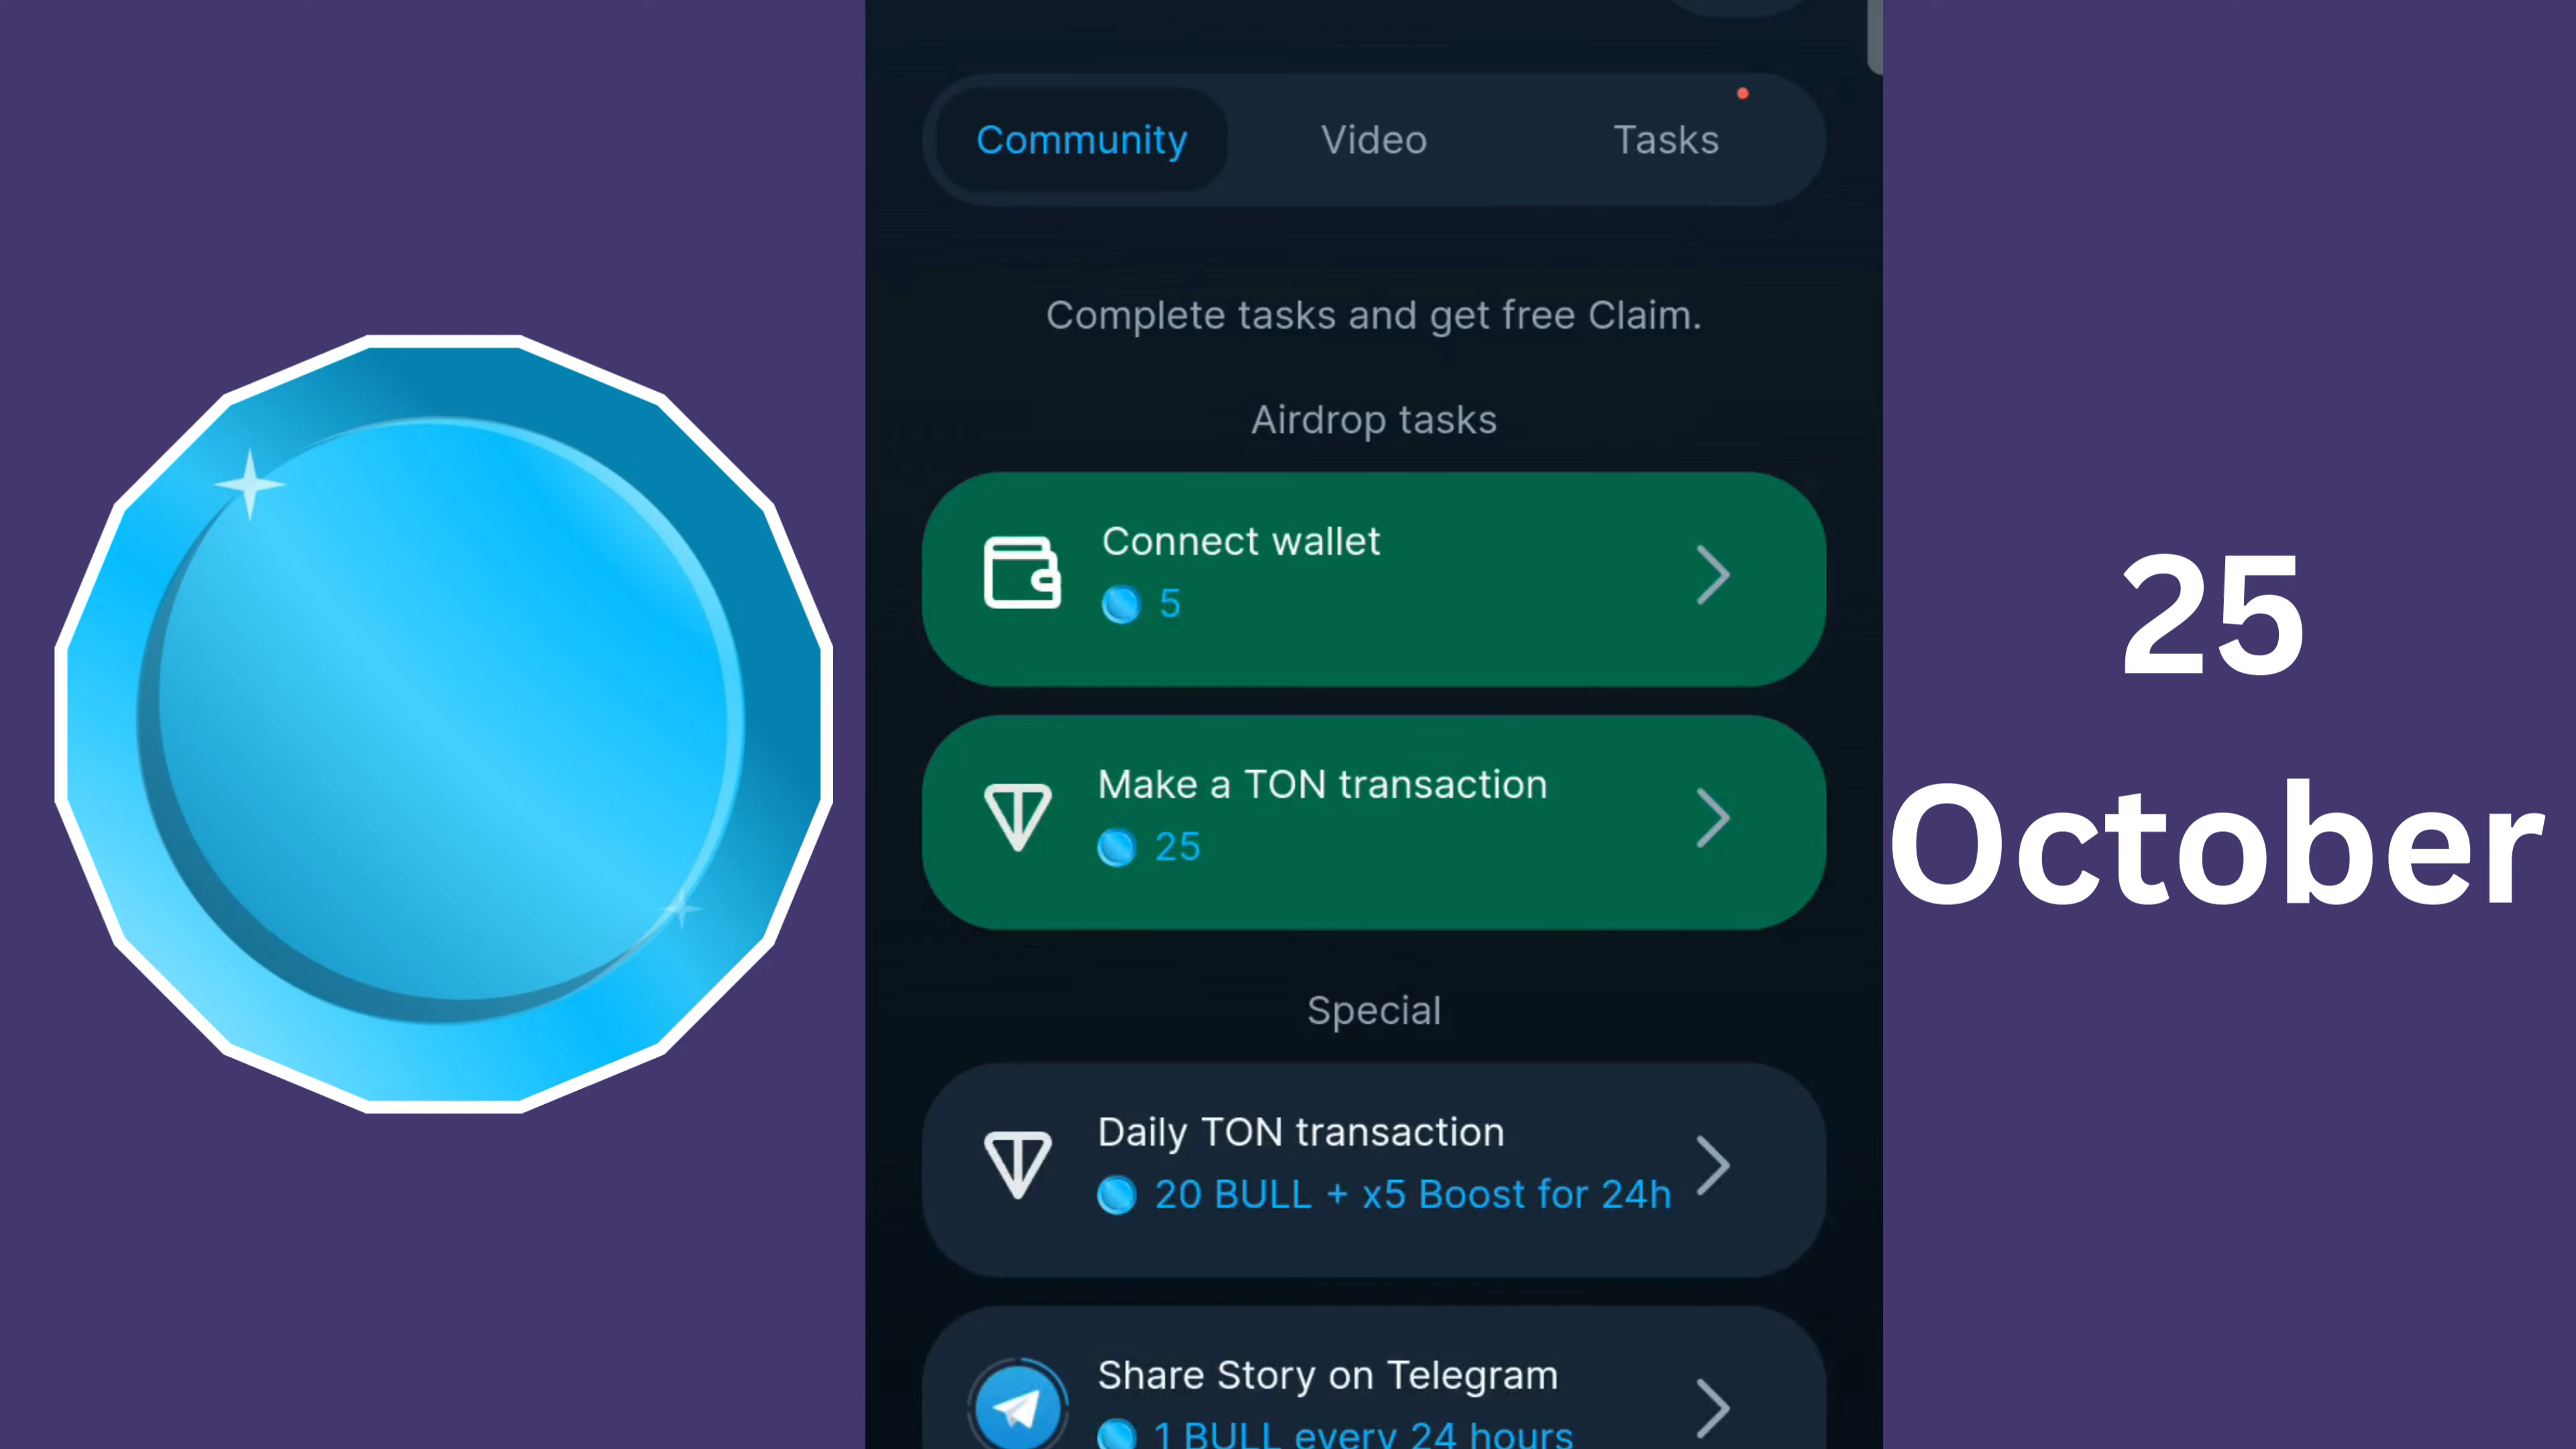 Community
Video
Tasks
Complete tasks and get free Claim.
Airdrop tasks
Connect wallet
5
Make a TON transaction
25
Special
Daily TON transaction
20 BULL + x5 Boost for 24h
Share Story on Telegram
1 BULL every 24 hours
25
October